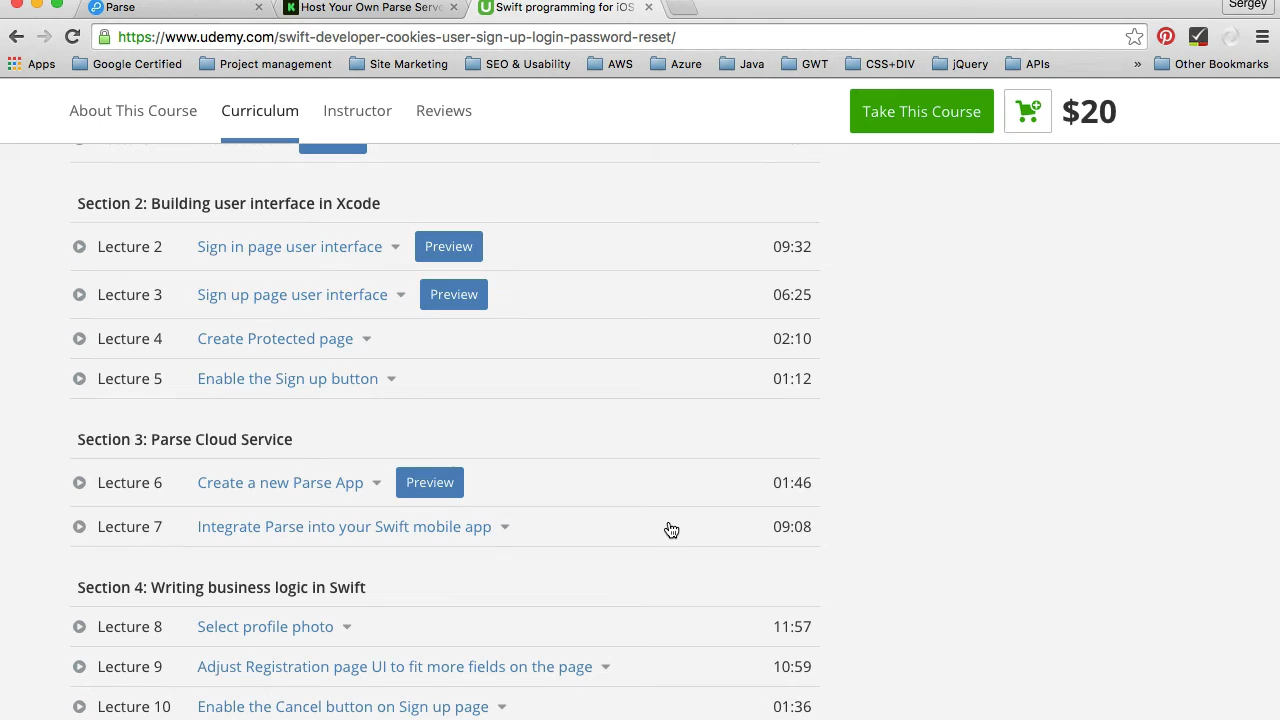 Parse
Host Your Own Parse Serve
Swift programming for iOS
Sergey
https://www.udemy.com/swift-developer-cookies-user-sign-up-login-password-reset/
Apps Google Certified Project management Site Marketing SEO & Usability AWS Azure Java GWT CSS+DIV jQuery APIs » Other Bookmarks
About This Course Curriculum Instructor Reviews Take This Course $20
Section 2: Building user interface in Xcode
Lecture 2 Sign in page user interface Preview 09:32
Lecture 3 Sign up page user interface Preview 06:25
Lecture 4 Create Protected page 02:10
Lecture 5 Enable the Sign up button 01:12
Section 3: Parse Cloud Service
Lecture 6 Create a new Parse App Preview 01:46
Lecture 7 Integrate Parse into your Swift mobile app 09:08
Section 4: Writing business logic in Swift
Lecture 8 Select profile photo 11:57
Lecture 9 Adjust Registration page UI to fit more fields on the page 10:59
Lecture 10 Enable the Cancel button on Sign up page 01:36